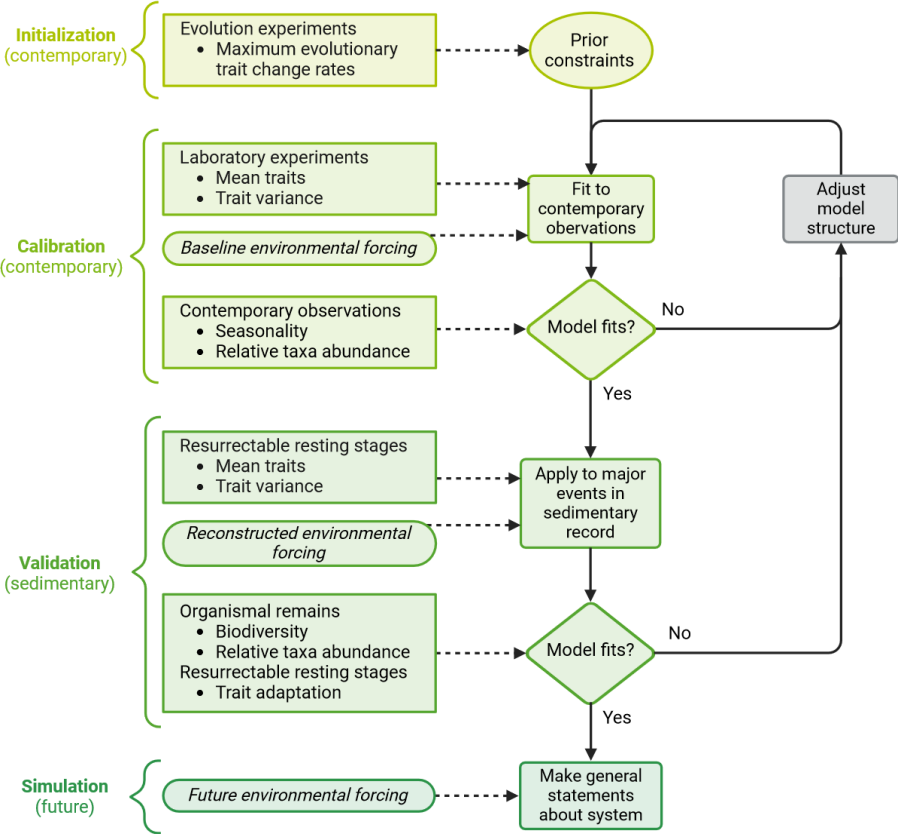 Initialization
(contemporary)
Evolution experiments
• Maximum evolutionary
trait change rates
Prior
constraints
Calibration
(contemporary)
Laboratory experiments
• Mean traits
• Trait variance
Baseline environmental forcing
Contemporary observations
• Seasonality
• Relative taxa abundance
Fit to
contemporary
obervations
Adjust
model
structure
Model fits?
No
Yes
Validation
(sedimentary)
Resurrectable resting stages
• Mean traits
• Trait variance
Reconstructed environmental
forcing
Organismal remains
• Biodiversity
• Relative taxa abundance
Resurrectable resting stages
• Trait adaptation
Apply to major
events in
sedimentary
record
Model fits?
No
Yes
Simulation
(future)
Future environmental forcing
Make general
statements
about system